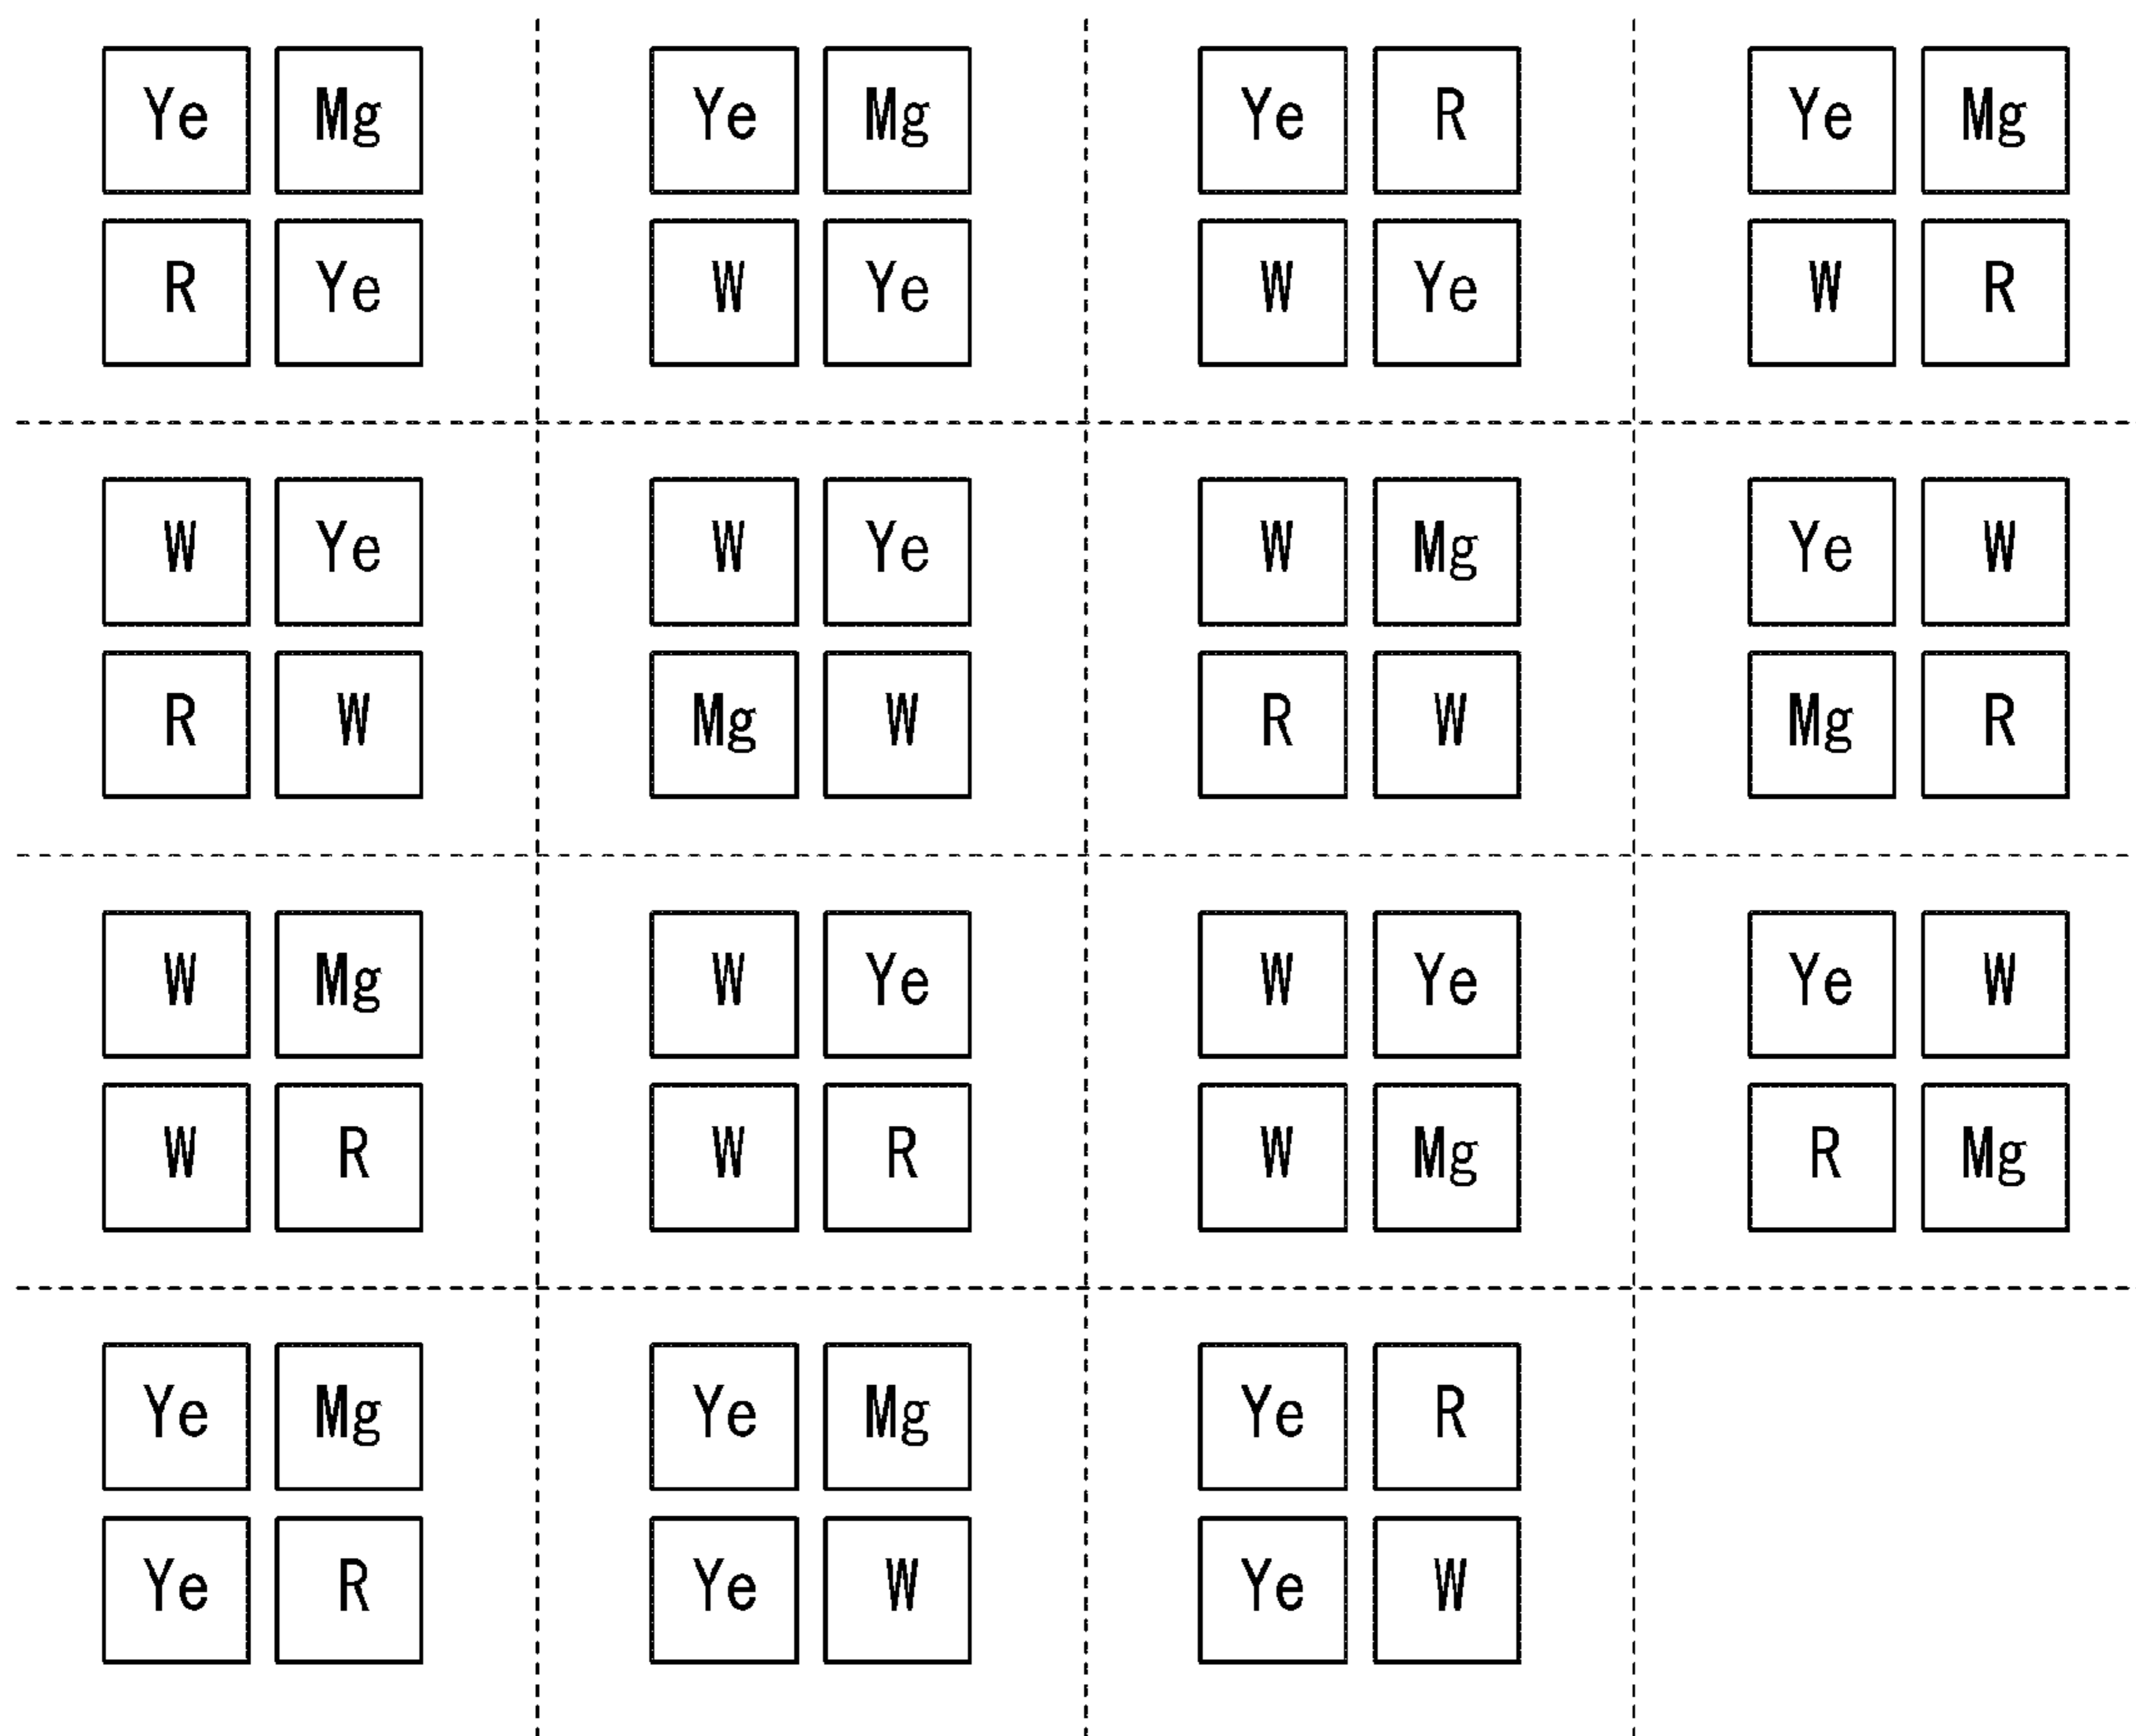 Ye Mg Ye Mg Ye R Ye Mg
R Ye W Ye W Ye W R
W Ye W Ye W Mg Ye W
R W Mg W R W Mg R
W Mg W Ye W Ye Ye W
W R W R W Mg R Mg
Ye Mg Ye Mg Ye R
Ye R Ye W Ye W